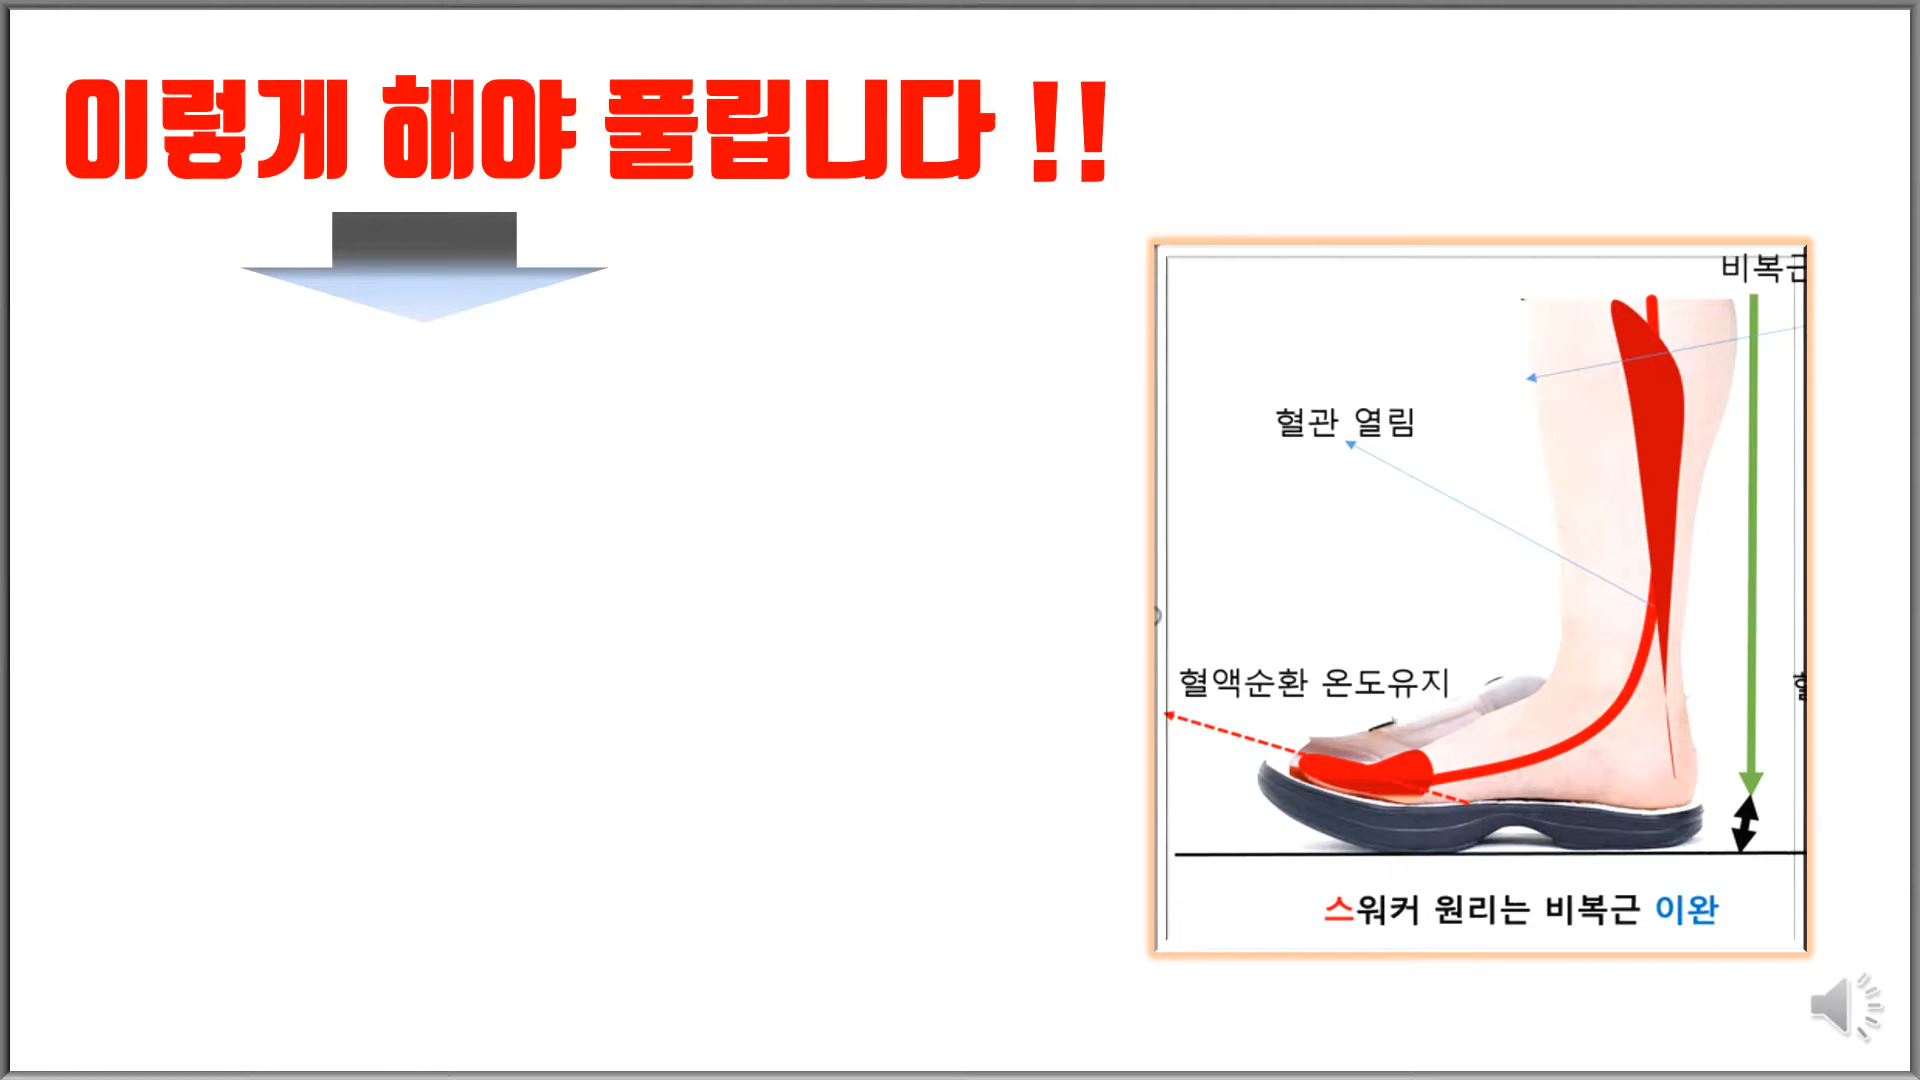 이렇게 해야 풀립니다 !!
비복근
혈관 열림
혈액순환 온도유지
스워커 원리는 비복근 이완